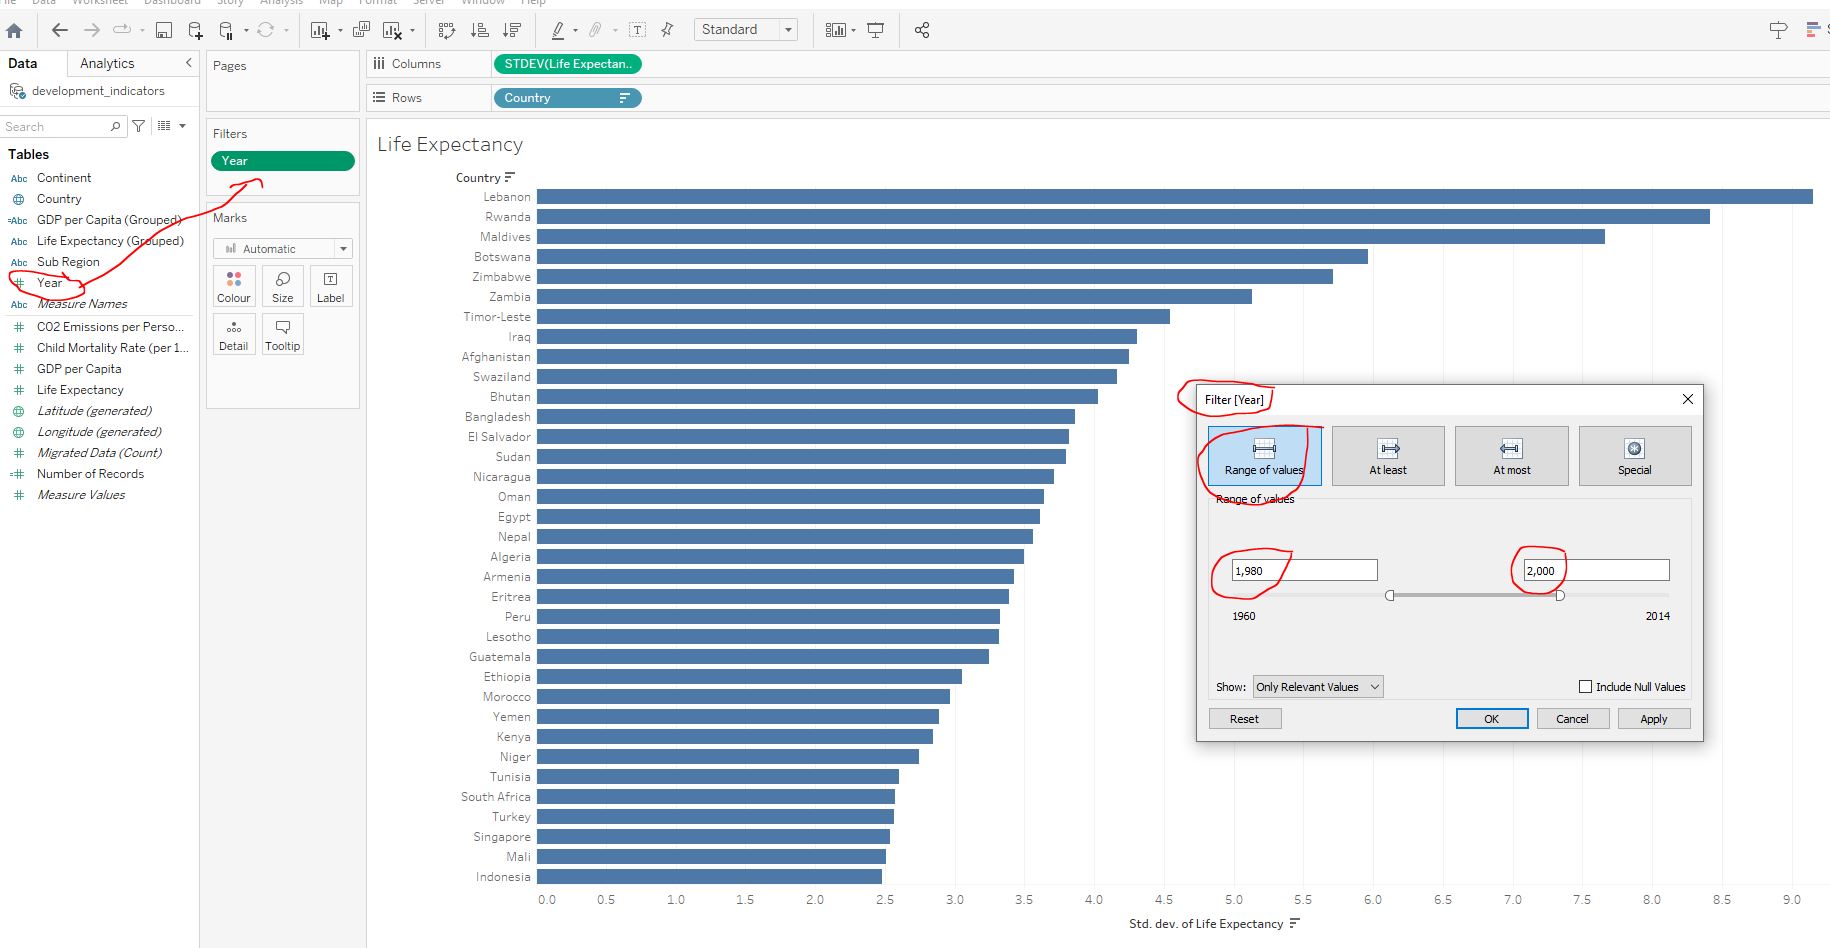 File Data Worksheet Dashboard Story Analysis Map Format Server Window Help
Standard
Data
Analytics
development_indicators
Search
Tables
Abc Continent
Country
=Abc GDP per Capita (Grouped)
Abc Life Expectancy (Grouped)
Abc Sub Region
# Year
Abc Measure Names
# CO2 Emissions per Perso...
# Child Mortality Rate (per 1...
# GDP per Capita
# Life Expectancy
Latitude (generated)
Longitude (generated)
# Migrated Data (Count)
=# Number of Records
# Measure Values
Pages
Filters
Year
Marks
Automatic
Colour
Size
Label
Detail
Tooltip
Columns
STDEV(Life Expectan..
Rows
Country
Life Expectancy
Country
Lebanon
Rwanda
Maldives
Botswana
Zimbabwe
Zambia
Timor-Leste
Iraq
Afghanistan
Swaziland
Bhutan
Bangladesh
El Salvador
Sudan
Nicaragua
Oman
Egypt
Nepal
Algeria
Armenia
Eritrea
Peru
Lesotho
Guatemala
Ethiopia
Morocco
Yemen
Kenya
Niger
Tunisia
South Africa
Turkey
Singapore
Mali
Indonesia
0.0 0.5 1.0 1.5 2.0 2.5 3.0 3.5 4.0 4.5 5.0 5.5 6.0 6.5 7.0 7.5 8.0 8.5 9.0
Std. dev. of Life Expectancy
Filter [Year]
Range of values
At least
At most
Special
Range of values
1,980
2,000
1960
2014
Show: Only Relevant Values
Include Null Values
Reset
OK
Cancel
Apply